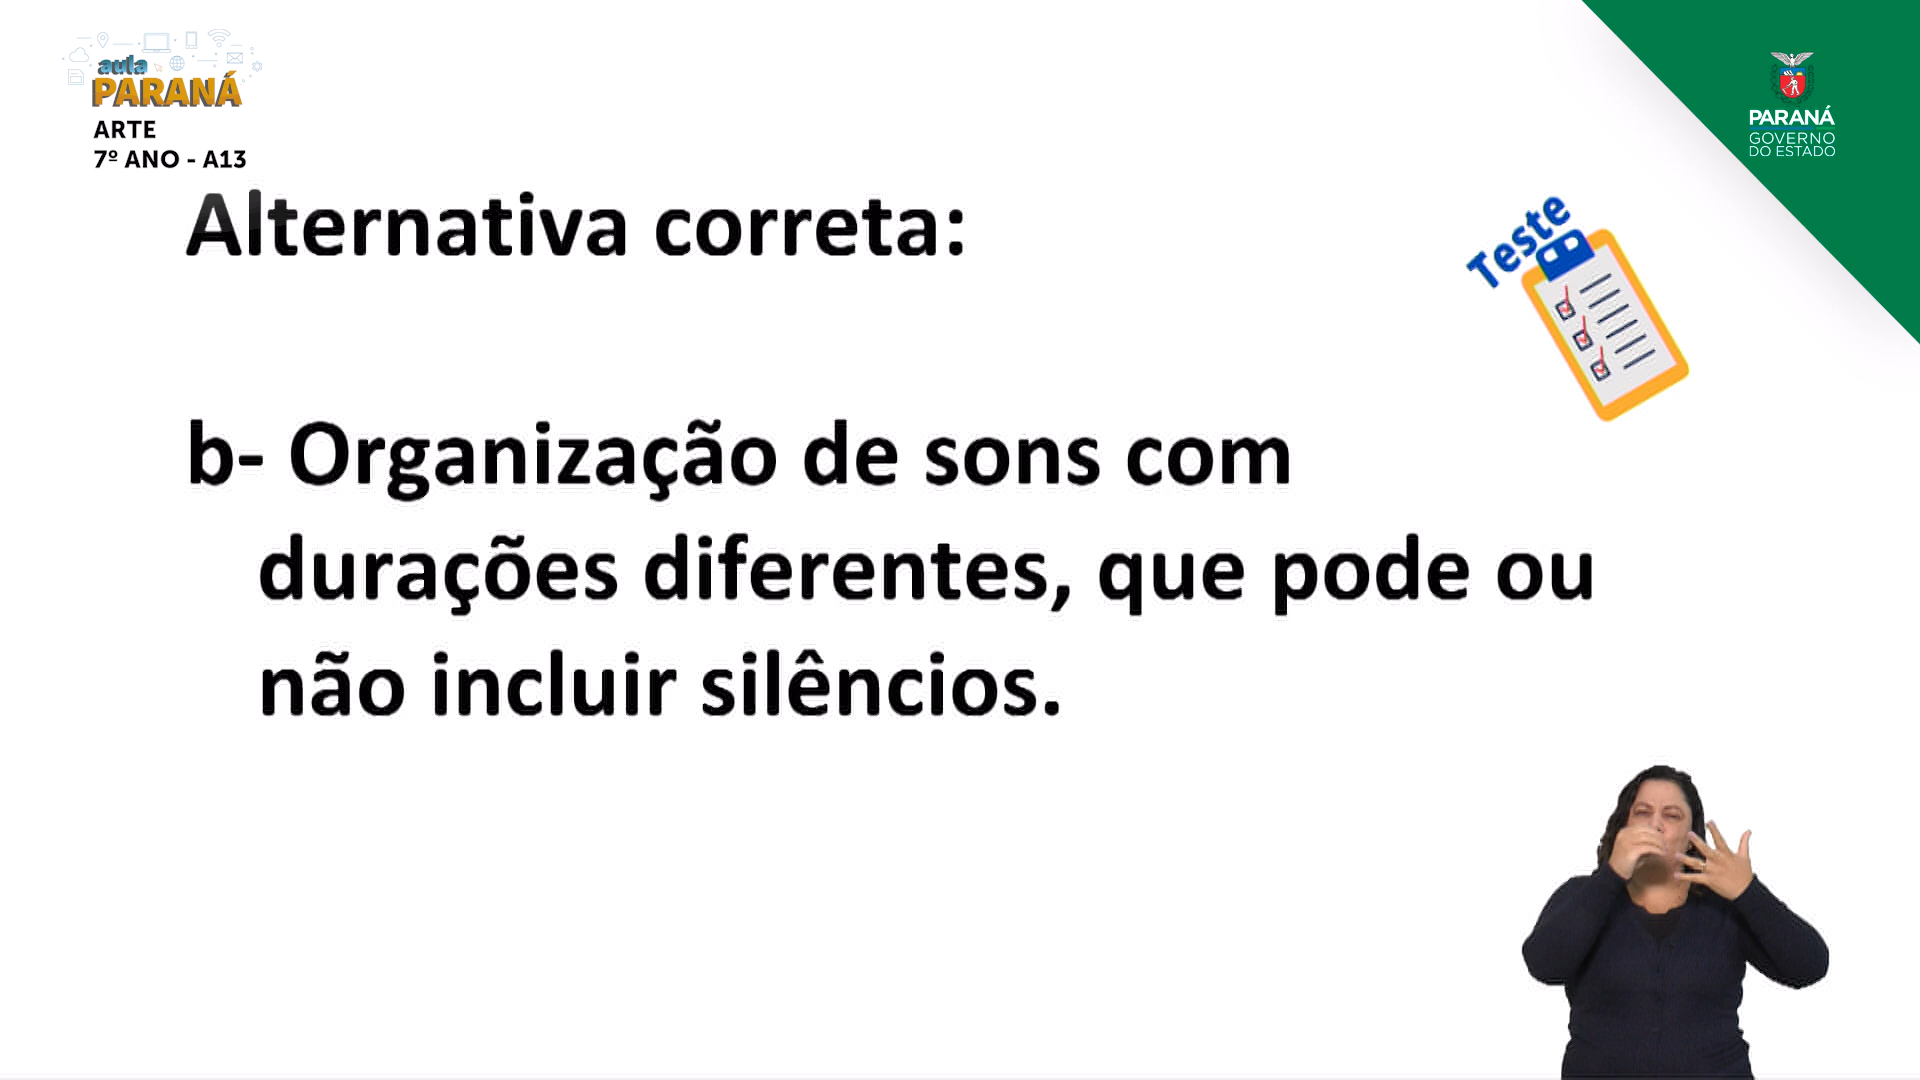 aula
PARANÁ
ARTE
7º ANO - A13
PARANÁ
GOVERNO
DO ESTADO
Alternativa correta:
Teste
b- Organização de sons com
durações diferentes, que pode ou
não incluir silêncios.